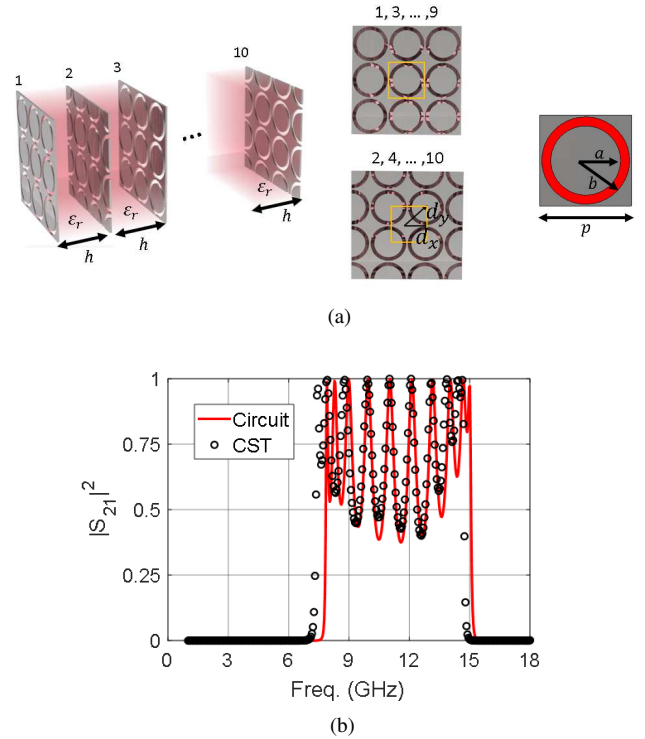 1
2
3
10
...
εr
h
εr
h
εr
h
1, 3, ... ,9
2, 4, ... ,10
dy
dx
a
b
p
(a)
|S21|²
1
0.75
0.5
0.25
0
Circuit
CST
0 3 6 9 12 15 18
Freq. (GHz)
(b)